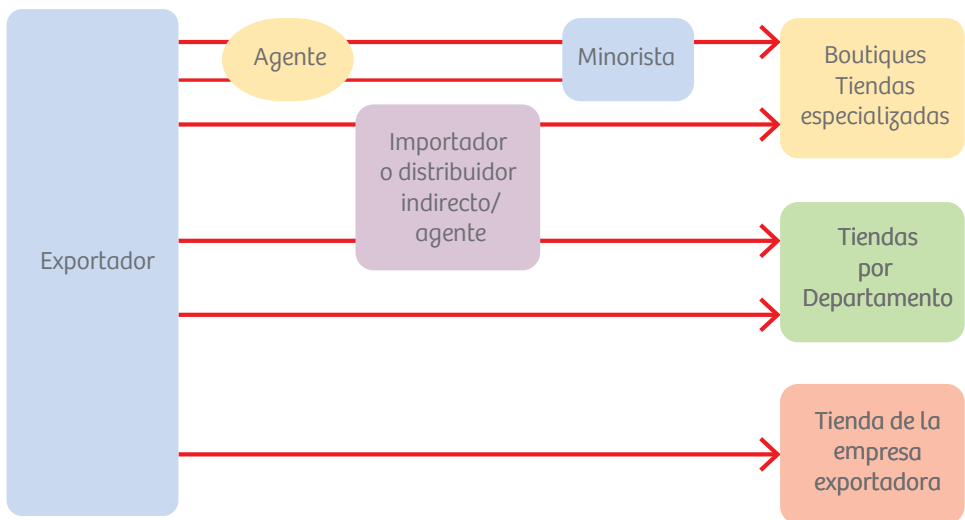 Exportador
Agente
Minorista
Importador
o distribuidor
indirecto/
agente
Boutiques
Tiendas
especializadas
Tiendas
por
Departamento
Tienda de la
empresa
exportadora